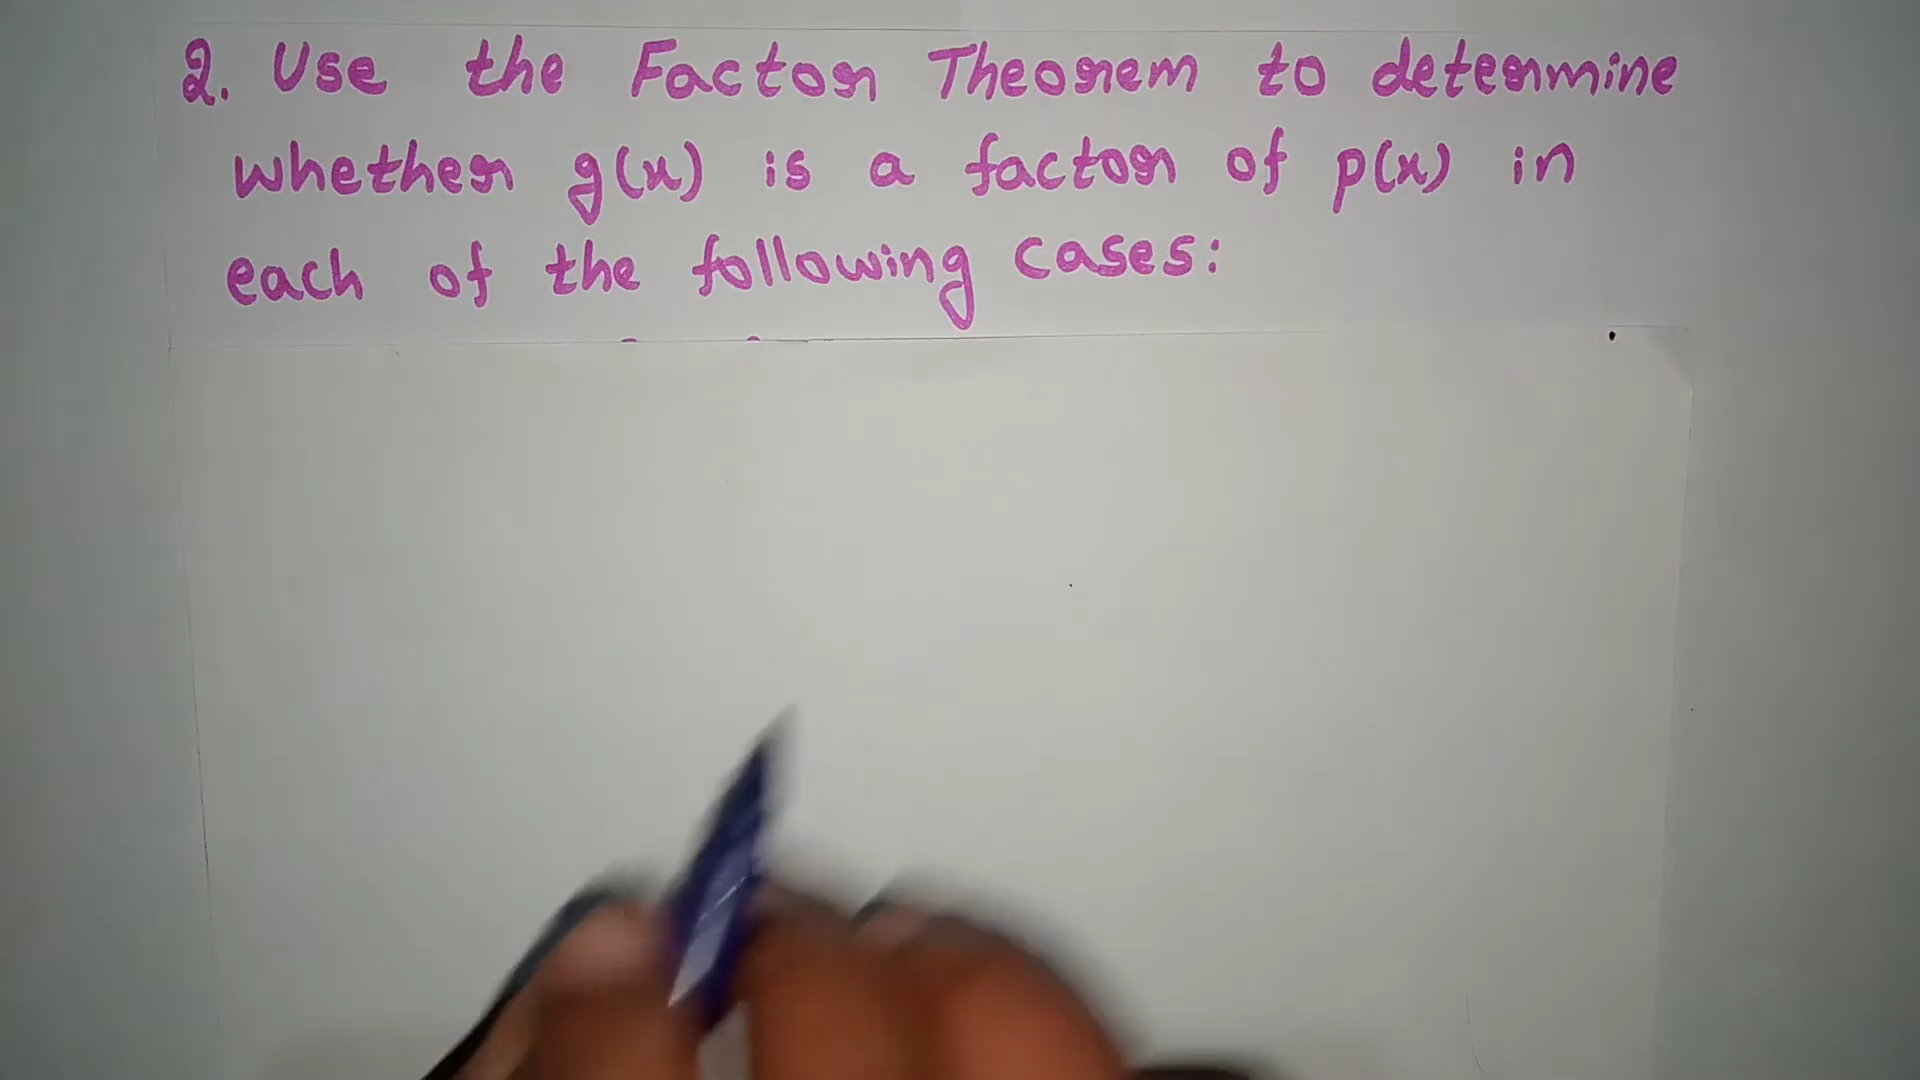 2. Use the Factor Theorem to determine
whether g(x) is a factor of p(x) in
each of the following cases: